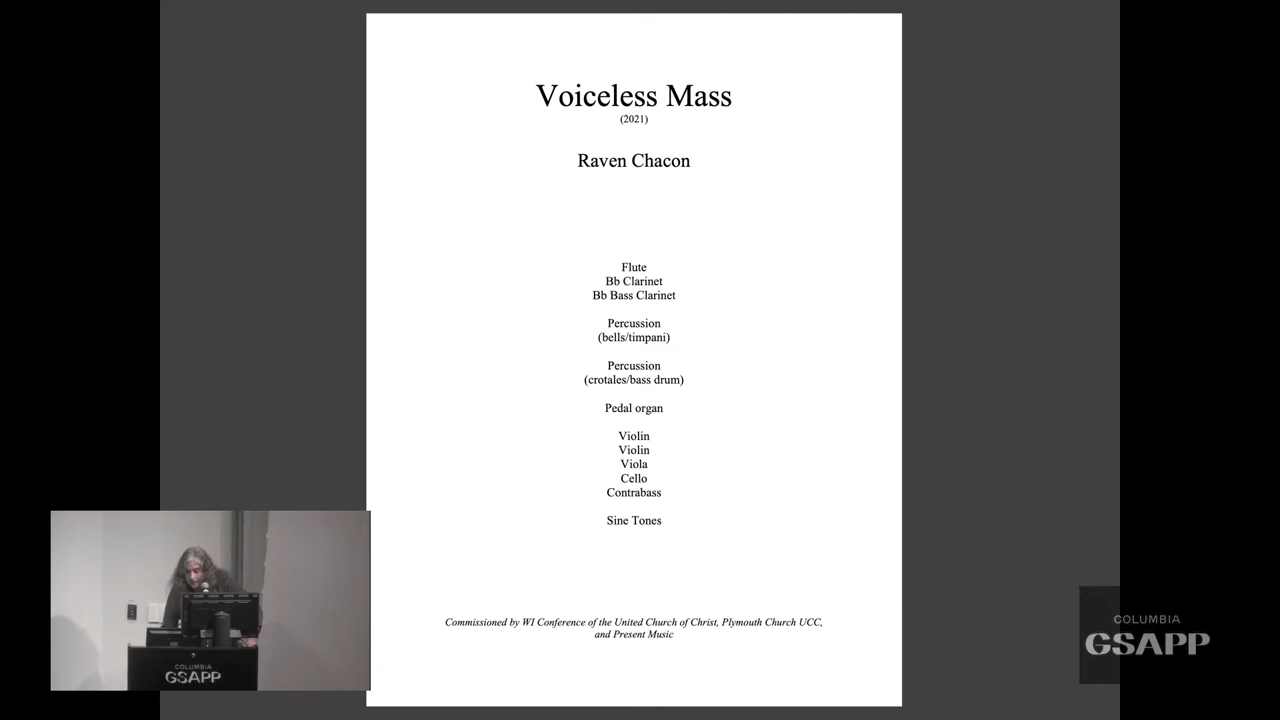 Voiceless Mass
(2021)
Raven Chacon
Flute
Bb Clarinet
Bb Bass Clarinet
Percussion
(bells/timpani)
Percussion
(crotales/bass drum)
Pedal organ
Violin
Violin
Viola
Cello
Contrabass
Sine Tones
Commissioned by WI Conference of the United Church of Christ, Plymouth Church UCC,
and Present Music
COLUMBIA
GSAPP
COLUMBIA
GSAPP